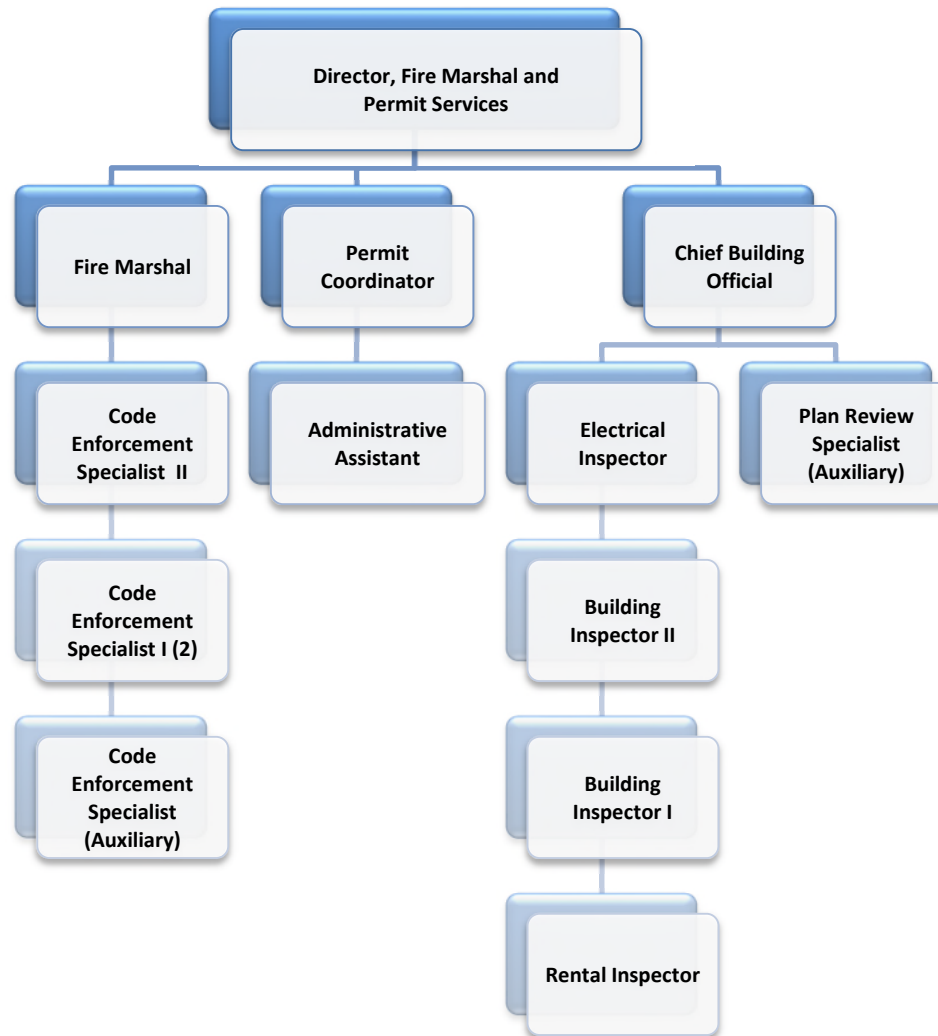 Director, Fire Marshal and
Permit Services
Fire Marshal
Permit
Coordinator
Chief Building
Official
Code
Enforcement
Specialist  II
Administrative
Assistant
Electrical
Inspector
Plan Review
Specialist
(Auxiliary)
Code
Enforcement
Specialist I (2)
Building
Inspector II
Code
Enforcement
Specialist
(Auxiliary)
Building
Inspector I
Rental Inspector